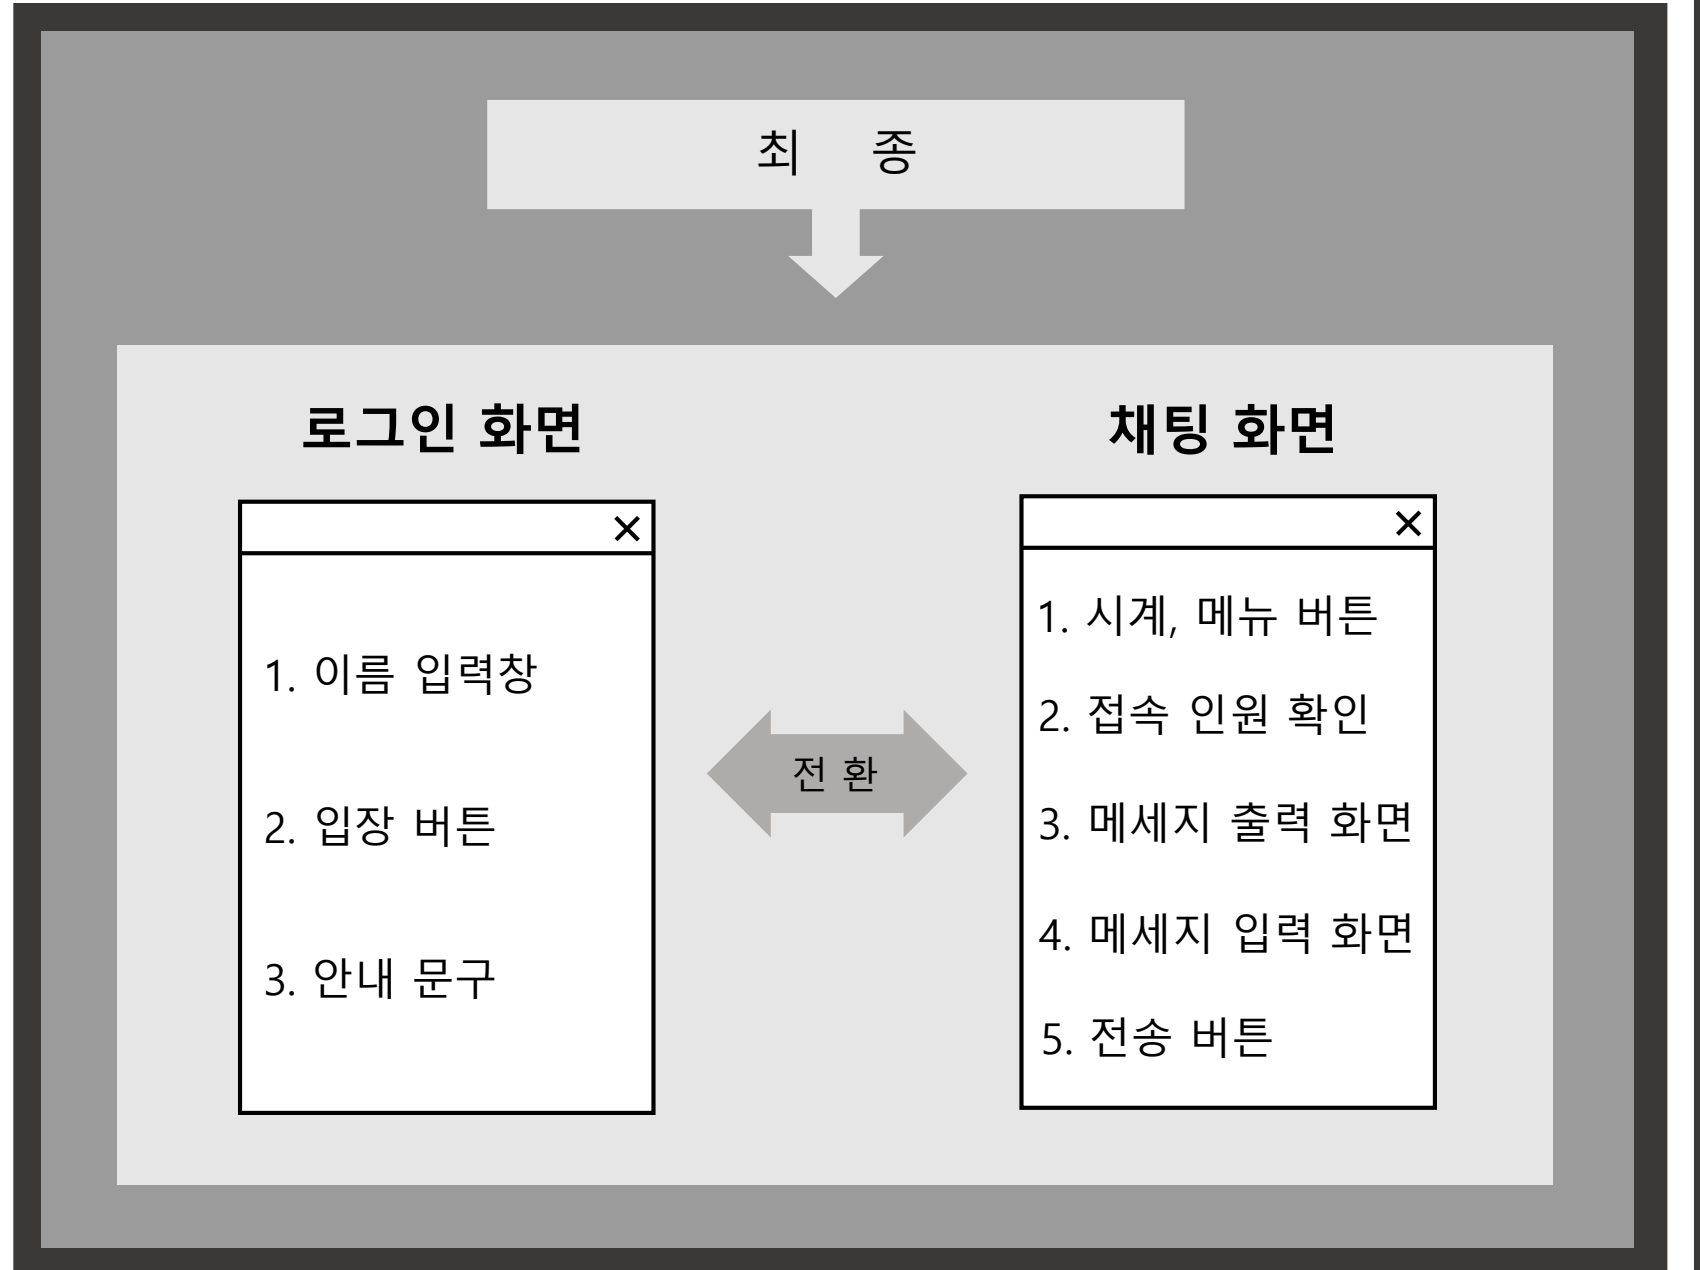 최 종
로그인 화면
1. 이름 입력창
2. 입장 버튼
3. 안내 문구
전 환
채팅 화면
1. 시계, 메뉴 버튼
2. 접속 인원 확인
3. 메세지 출력 화면
4. 메세지 입력 화면
5. 전송 버튼